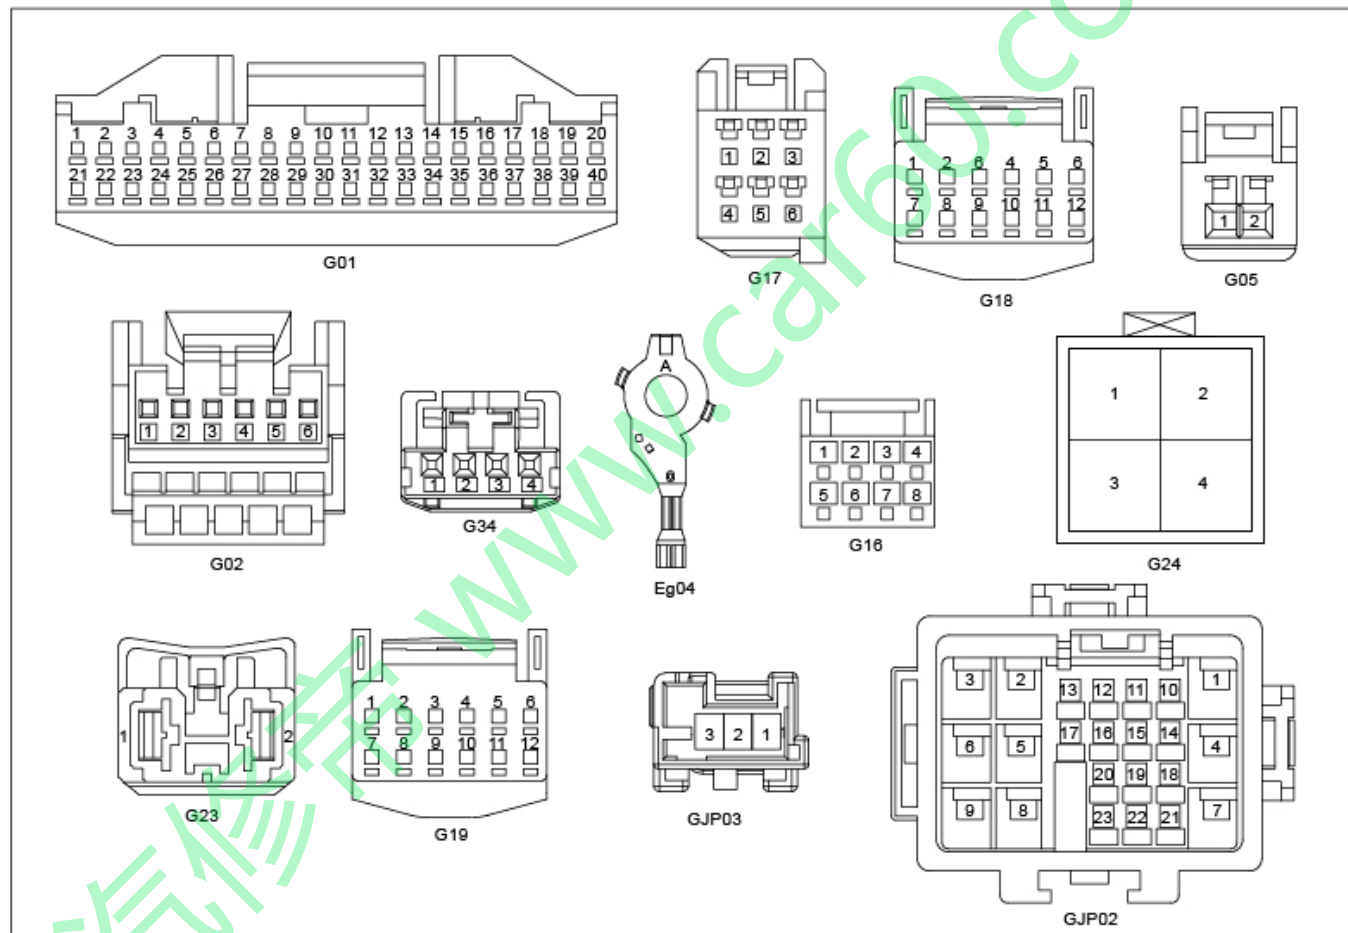 1 2 3 4 5 6 7 8 9 10 11 12 13 14 15 16 17 18 19 20
21 22 23 24 25 26 27 28 29 30 31 32 33 34 35 36 37 38 39 40
G01
1 2 3
4 5 6
G17
1 2 6 4 5 6
7 8 9 10 11 12
G18
1 2
G05
1 2 3 4 5 6
G02
1 2 3 4
G34
A
0
Eg04
1 2 3 4
5 6 7 8
G16
1 2
3 4
G24
1 2
G23
1 2 3 4 5 6
7 8 9 10 11 12
G19
3 2 1
GJP03
3 2 13 12 11 10 1
6 5 17 16 15 14 4
20 19 18
9 8 23 22 21 7
GJP02
汽修帝 www.car60.co